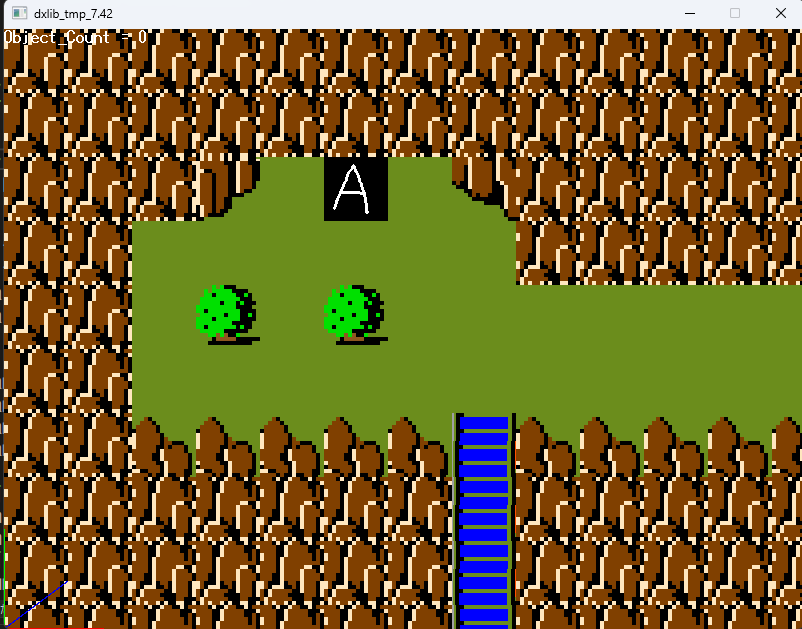 dxlib_tmp_7.42
Object_Count = 0
A